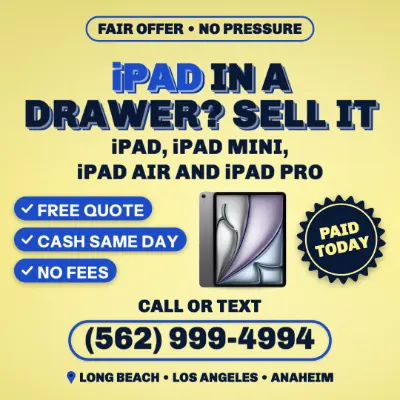 FAIR OFFER • NO PRESSURE
iPAD IN A
DRAWER? SELL IT
iPAD, iPAD MINI,
iPAD AIR AND iPAD PRO
FREE QUOTE
CASH SAME DAY
NO FEES
PAID
TODAY
CALL OR TEXT
(562) 999-4994
LONG BEACH • LOS ANGELES • ANAHEIM